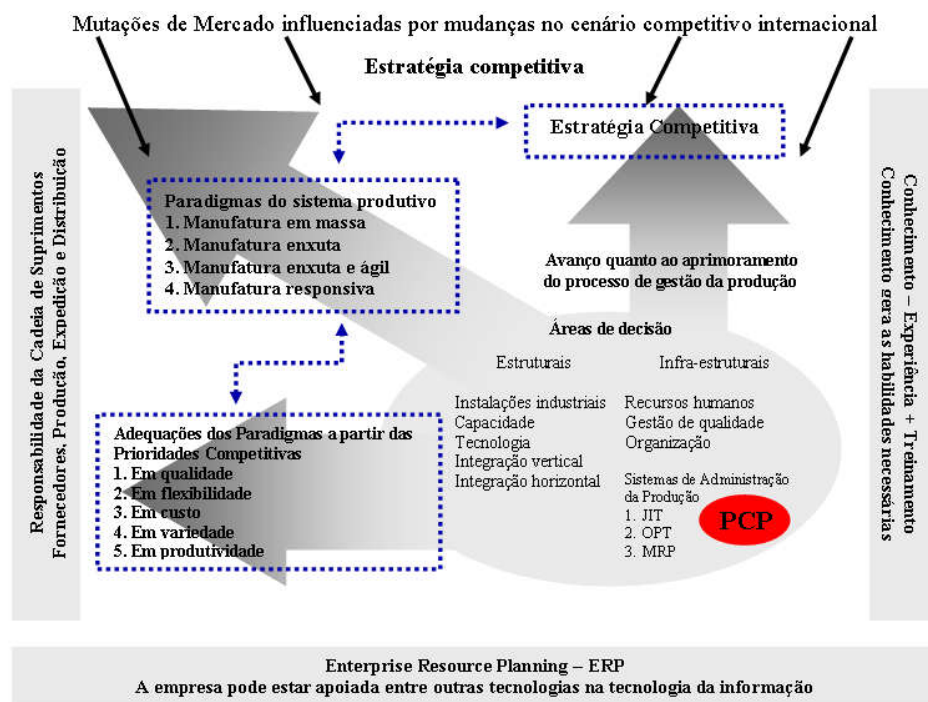 Mutações de Mercado influenciadas por mudanças no cenário competitivo internacional
Estratégia competitiva
Responsabilidade da Cadeia de Suprimentos
Fornecedores, Produção, Expedição e Distribuição
Estratégia Competitiva
Paradigmas do sistema produtivo
1. Manufatura em massa
2. Manufatura enxuta
3. Manufatura enxuta e ágil
4. Manufatura responsiva
Avanço quanto ao aprimoramento
do processo de gestão da produção
Áreas de decisão
Estruturais
Infra-estruturais
Instalações industriais
Capacidade
Tecnologia
Integração vertical
Integração horizontal
Recursos humanos
Gestão de qualidade
Organização
Sistemas de Administração
da Produção
1. JIT
2. OPT
3. MRP
PCP
Adequações dos Paradigmas a partir das
Prioridades Competitivas
1. Em qualidade
2. Em flexibilidade
3. Em custo
4. Em variedade
5. Em produtividade
Conhecimento – Experiência + Treinamento
Conhecimento gera as habilidades necessárias
Enterprise Resource Planning – ERP
A empresa pode estar apoiada entre outras tecnologias na tecnologia da informação